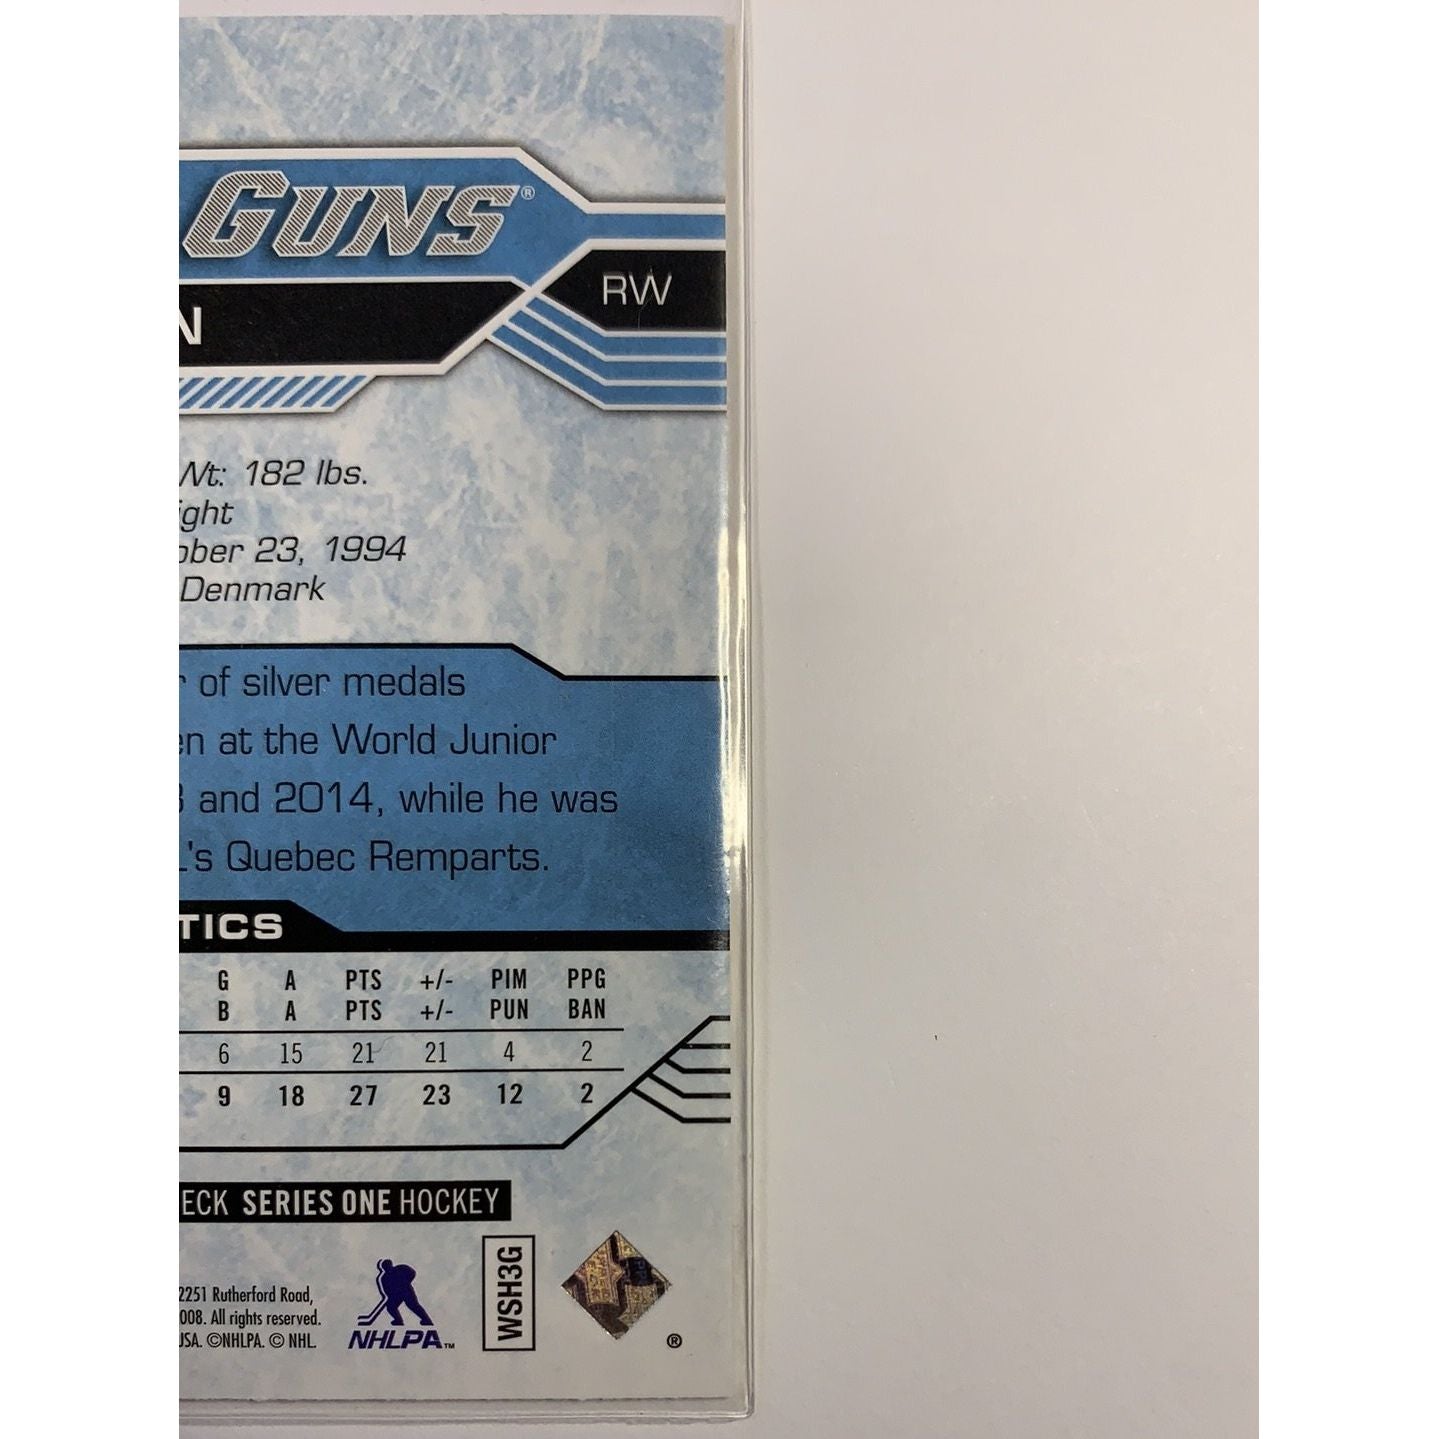 GUNS®
RW
N
Wt: 182 lbs.
ight
ober 23, 1994
Denmark
r of silver medals
en at the World Junior
3 and 2014, while he was
L's Quebec Remparts.
TICS
G A PTS +/- PIM PPG
B A PTS +/- PUN BAN
6 15 21 21 4 2
9 18 27 23 12 2
ECK SERIES ONE HOCKEY
2251 Rutherford Road,
008. All rights reserved.
USA. ©NHLPA. © NHL.
NHLPA™
WSH3G
®